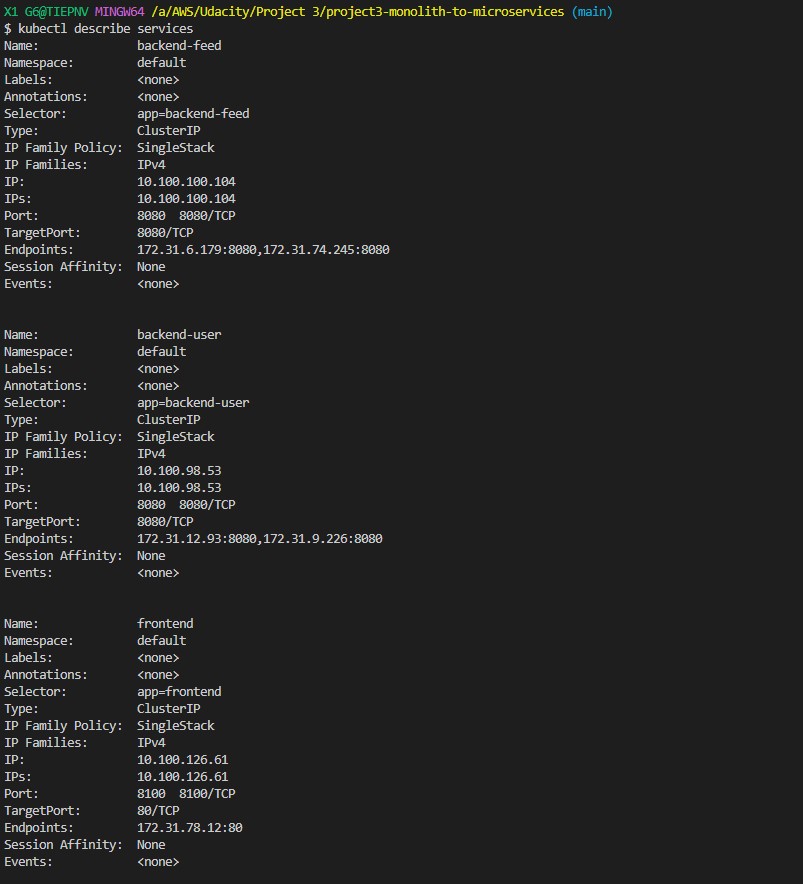 X1 G6@TIEPNV MINGW64 /a/AWS/Udacity/Project 3/project3-monolith-to-microservices (main)
$ kubectl describe services
Name:              backend-feed
Namespace:         default
Labels:            <none>
Annotations:       <none>
Selector:          app=backend-feed
Type:              ClusterIP
IP Family Policy:  SingleStack
IP Families:       IPv4
IP:                10.100.100.104
IPs:               10.100.100.104
Port:              8080  8080/TCP
TargetPort:        8080/TCP
Endpoints:         172.31.6.179:8080,172.31.74.245:8080
Session Affinity:  None
Events:            <none>
Name:              backend-user
Namespace:         default
Labels:            <none>
Annotations:       <none>
Selector:          app=backend-user
Type:              ClusterIP
IP Family Policy:  SingleStack
IP Families:       IPv4
IP:                10.100.98.53
IPs:               10.100.98.53
Port:              8080  8080/TCP
TargetPort:        8080/TCP
Endpoints:         172.31.12.93:8080,172.31.9.226:8080
Session Affinity:  None
Events:            <none>
Name:              frontend
Namespace:         default
Labels:            <none>
Annotations:       <none>
Selector:          app=frontend
Type:              ClusterIP
IP Family Policy:  SingleStack
IP Families:       IPv4
IP:                10.100.126.61
IPs:               10.100.126.61
Port:              8100  8100/TCP
TargetPort:        80/TCP
Endpoints:         172.31.78.12:80
Session Affinity:  None
Events:            <none>